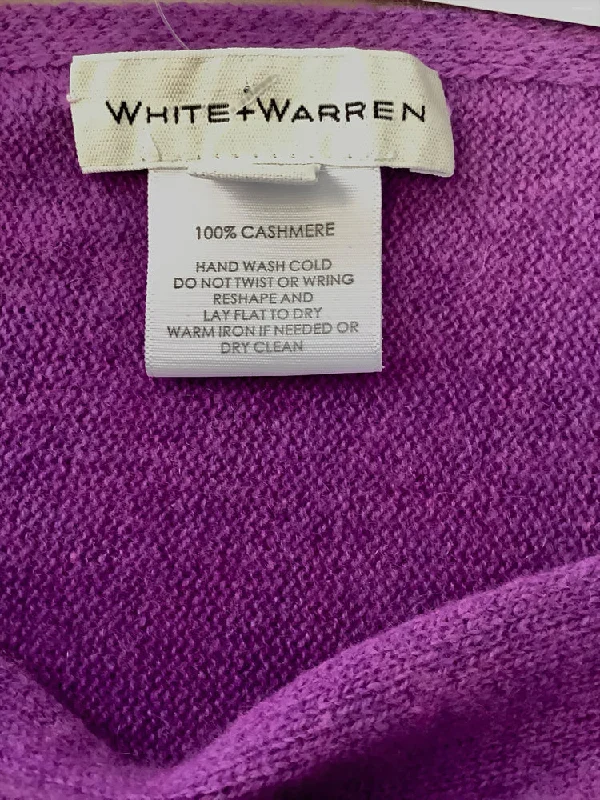 WHITE+WARREN
100% CASHMERE
HAND WASH COLD
DO NOT TWIST OR WRING
RESHAPE AND
LAY FLAT TO DRY
WARM IRON IF NEEDED OR
DRY CLEAN